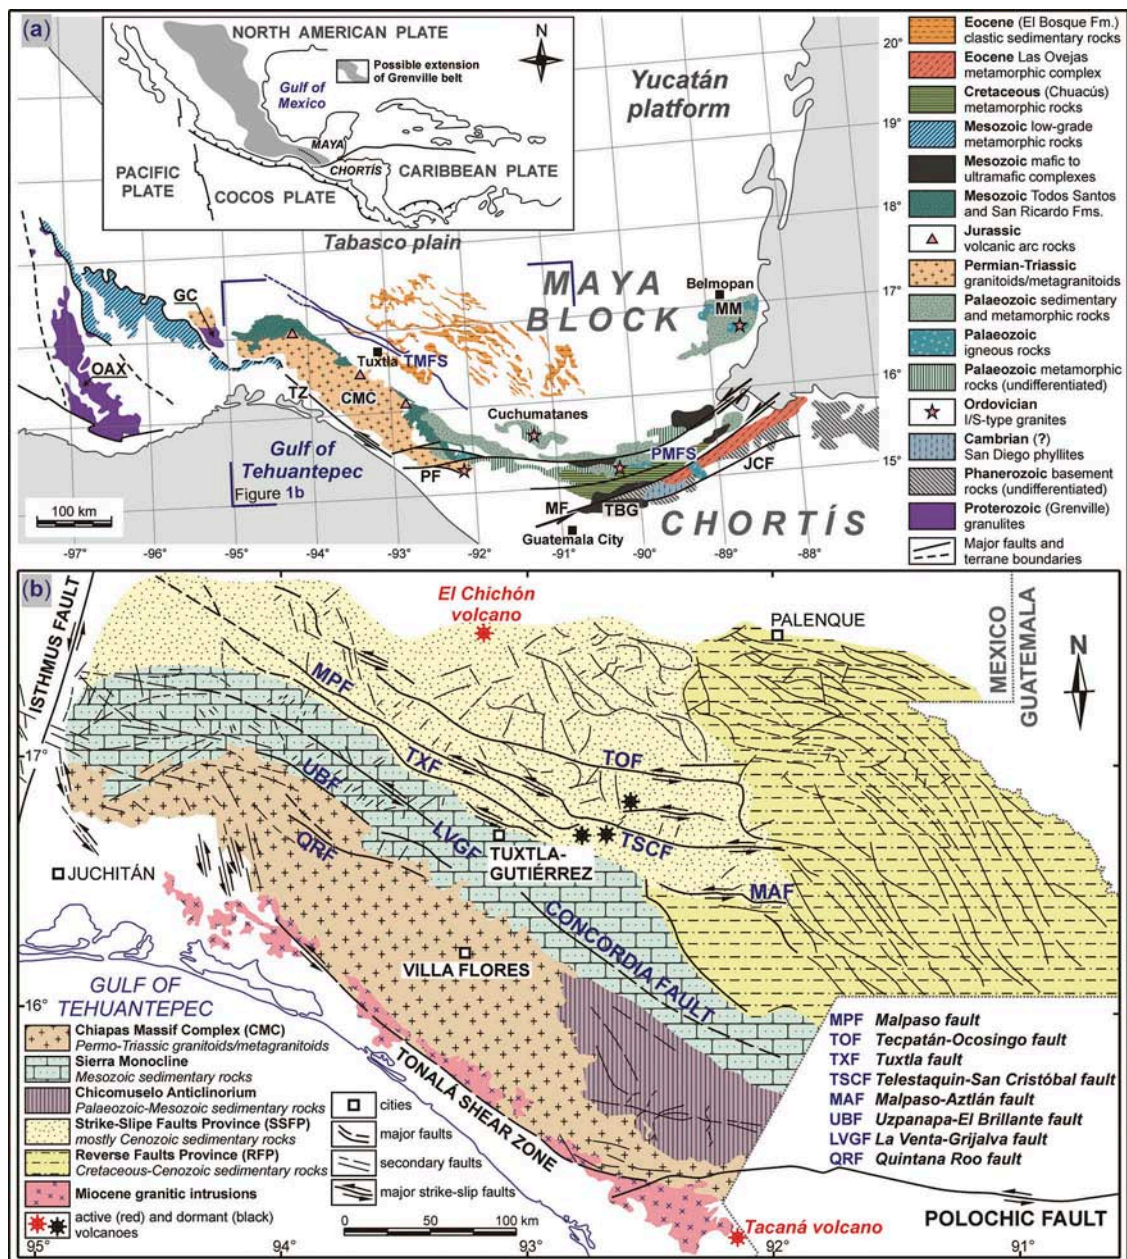 (a)
NORTH AMERICAN PLATE
Possible extension
of Grenville belt
N
Gulf of
Mexico
MAYA
CHORTÍS
CARIBBEAN PLATE
PACIFIC
PLATE
COCOS PLATE
Yucatán
platform
20°
19°
18°
17°
16°
15°
Tabasco plain
MAYA
BLOCK
Belmopan
MM
GC
OAX
Tuxtla
TMFS
TZ
CMC
Cuchumatanes
PMFS
JCF
Gulf of
Tehuantepec
PF
Figure 1b
MF
TBG
Guatemala City
CHORTÍS
100 km
-97°
-96°
-95°
-94°
-93°
-92°
-91°
-90°
-89°
-88°
Eocene (El Bosque Fm.)
clastic sedimentary rocks
Eocene Las Ovejas
metamorphic complex
Cretaceous (Chuacús)
metamorphic rocks
Mesozoic low-grade
metamorphic rocks
Mesozoic mafic to
ultramafic complexes
Mesozoic Todos Santos
and San Ricardo Fms.
Jurassic
volcanic arc rocks
Permian-Triassic
granitoids/metagranitoids
Palaeozoic sedimentary
and metamorphic rocks
Palaeozoic
igneous rocks
Palaeozoic metamorphic
rocks (undifferentiated)
Ordovician
I/S-type granites
Cambrian (?)
San Diego phyllites
Phanerozoic basement
rocks (undifferentiated)
Proterozoic (Grenville)
granulites
Major faults and
terrane boundaries
(b)
ISTHMUS FAULT
El Chichón
volcano
PALENQUE
MEXICO
GUATEMALA
N
MPF
TXF
TOF
UBF
LVGF
QRF
TSCF
MAF
17°
TUXTLA-
GUTIÉRREZ
JUCHITÁN
CONCORDIA FAULT
VILLA FLORES
GULF OF
TEHUANTEPEC
16°
TONALÁ SHEAR ZONE
Chiapas Massif Complex (CMC)
Permo-Triassic granitoids/metagranitoids
Sierra Monocline
Mesozoic sedimentary rocks
Chicomuselo Anticlinorium
Palaeozoic-Mesozoic sedimentary rocks
Strike-Slipe Faults Province (SSFP)
mostly Cenozoic sedimentary rocks
Reverse Faults Province (RFP)
Cretaceous-Cenozoic sedimentary rocks
Miocene granitic intrusions
active (red) and dormant (black)
volcanoes
cities
major faults
secondary faults
major strike-slip faults
0 50 100 km
MPF Malpaso fault
TOF Tecpatán-Ocosingo fault
TXF Tuxtla fault
TSCF Telestaquin-San Cristóbal fault
MAF Malpaso-Aztlán fault
UBF Uzpanapa-El Brillante fault
LVGF La Venta-Grijalva fault
QRF Quintana Roo fault
POLOCHIC FAULT
Tacaná volcano
95°
94°
93°
92°
91°